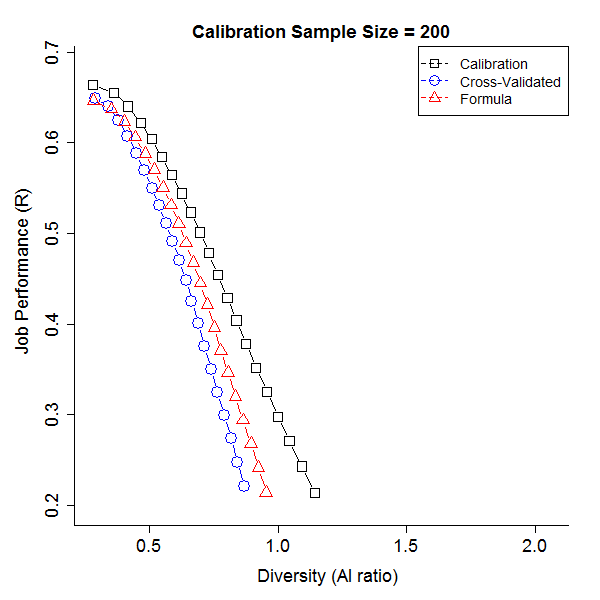 Calibration Sample Size = 200
Calibration
Cross-Validated
Formula
Job Performance (R)
0.7
0.6
0.5
0.4
0.3
0.2
0.5 1.0 1.5 2.0
Diversity (AI ratio)